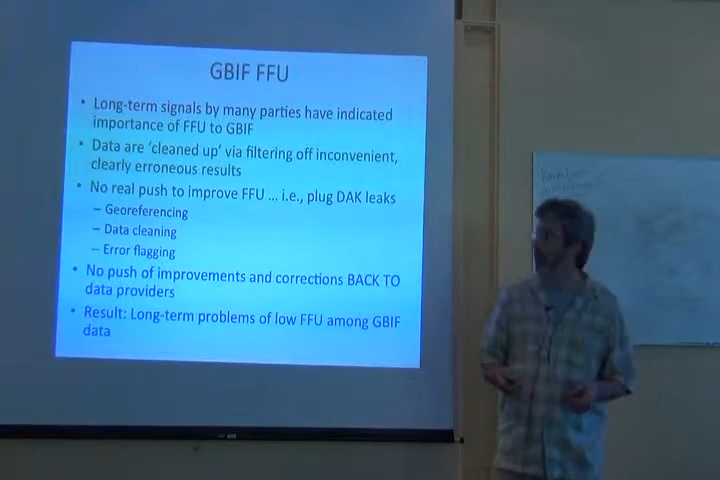 GBIF FFU
• Long-term signals by many parties have indicated
importance of FFU to GBIF
• Data are 'cleaned up' via filtering off inconvenient,
clearly erroneous results
• No real push to improve FFU ... i.e., plug DAK leaks
– Georeferencing
– Data cleaning
– Error flagging
• No push of improvements and corrections BACK TO
data providers
• Result: Long-term problems of low FFU among GBIF
data